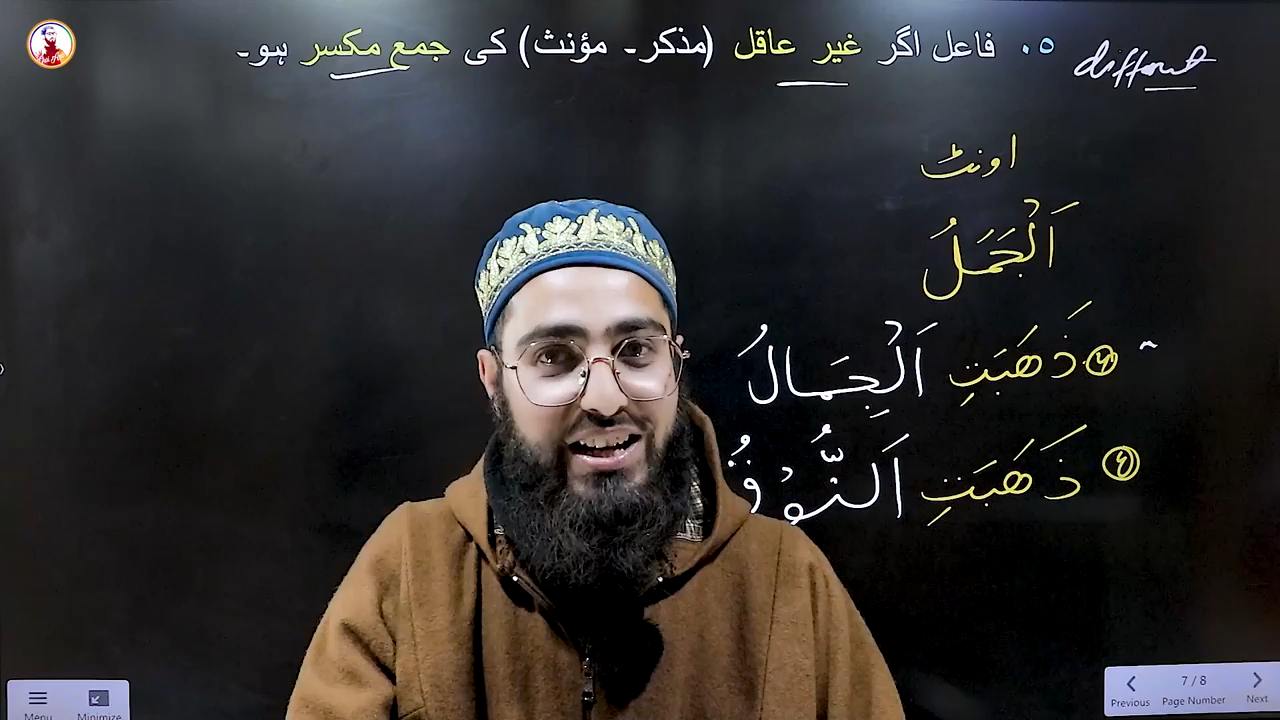 ۰۵ فاعل اگر غیر عاقل (مذکر۔ مؤنث) کی جمع مکسر ہو۔
different
اونٹ
اَلْجَمَلُ
ذَهَبَتِ اَلْجِمَالُ
ذَهَبَتِ اَلنُّوْقُ
Menu
Minimize
Previous
7 / 8
Page Number
Next